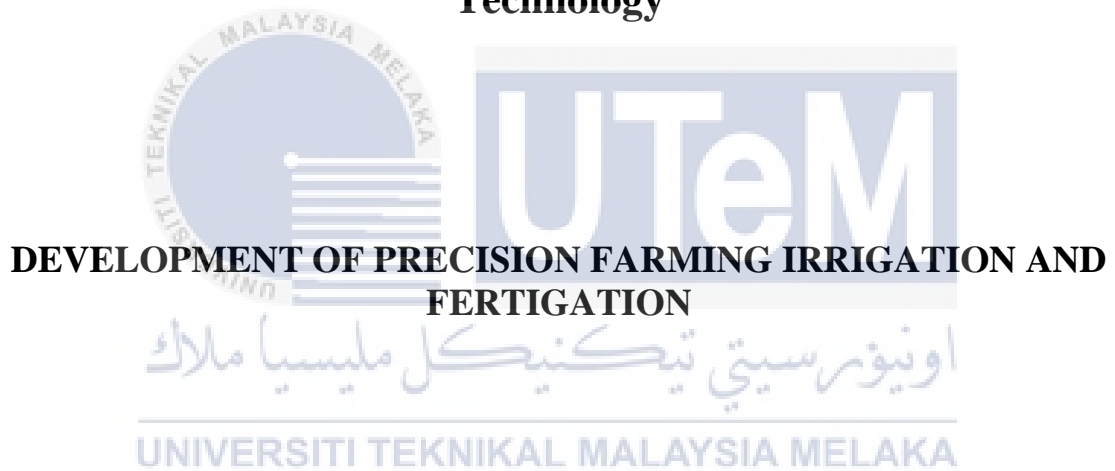 Technology
UNIVERSITI TEKNIKAL MALAYSIA MELAKA
UTeM
DEVELOPMENT OF PRECISION FARMING IRRIGATION AND
FERTIGATION
اونيۏرسيتي تيكنيكل مليسيا ملاك
UNIVERSITI TEKNIKAL MALAYSIA MELAKA